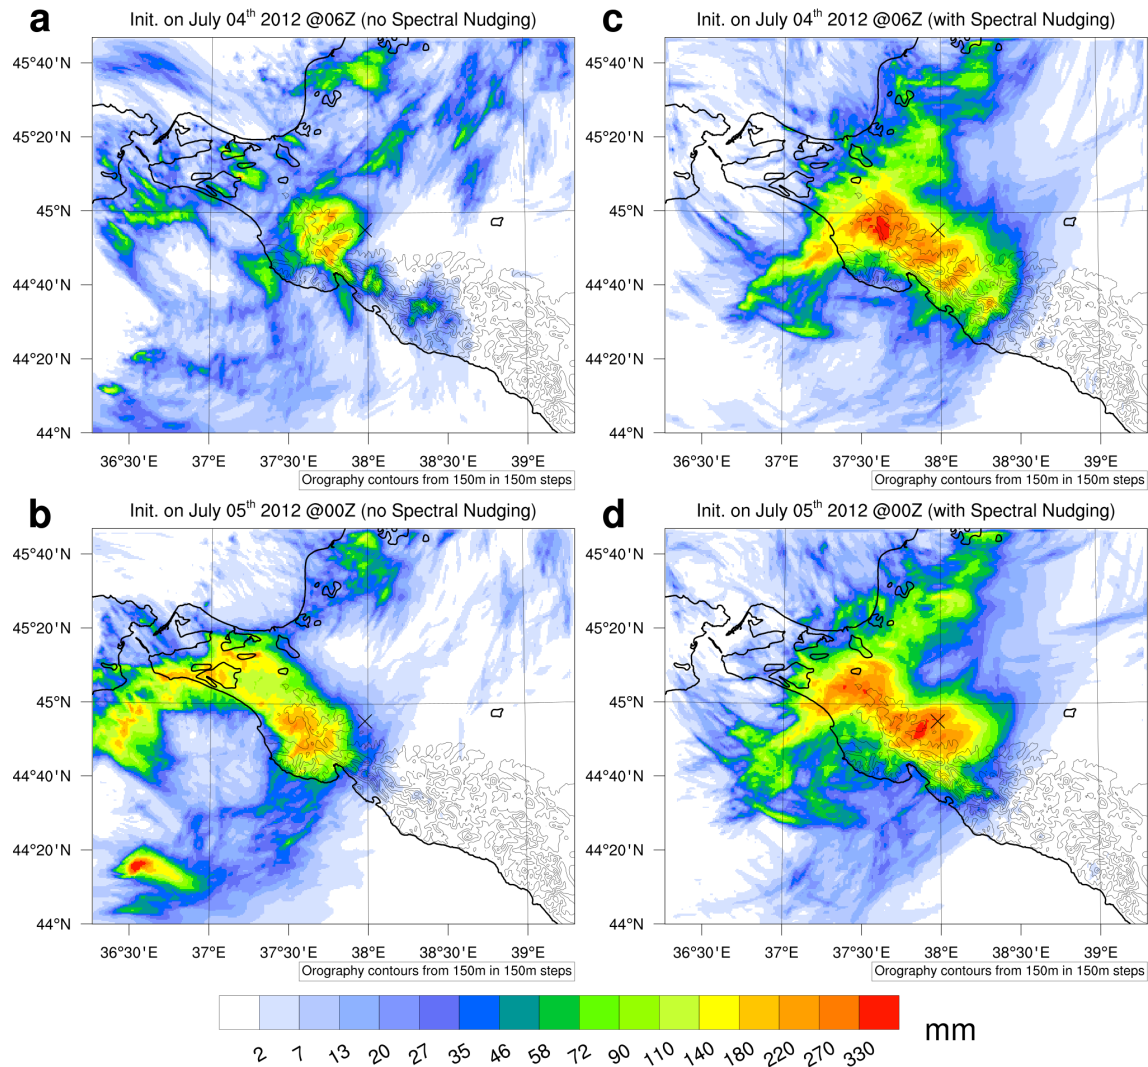 a
Init. on July 04th 2012 @06Z (no Spectral Nudging)
45°40'N
45°20'N
45°N
44°40'N
44°20'N
44°N
36°30'E 37°E 37°30'E 38°E 38°30'E 39°E
Orography contours from 150m in 150m steps
c
Init. on July 04th 2012 @06Z (with Spectral Nudging)
45°40'N
45°20'N
45°N
44°40'N
44°20'N
44°N
36°30'E 37°E 37°30'E 38°E 38°30'E 39°E
Orography contours from 150m in 150m steps
b
Init. on July 05th 2012 @00Z (no Spectral Nudging)
45°40'N
45°20'N
45°N
44°40'N
44°20'N
44°N
36°30'E 37°E 37°30'E 38°E 38°30'E 39°E
Orography contours from 150m in 150m steps
d
Init. on July 05th 2012 @00Z (with Spectral Nudging)
45°40'N
45°20'N
45°N
44°40'N
44°20'N
44°N
36°30'E 37°E 37°30'E 38°E 38°30'E 39°E
Orography contours from 150m in 150m steps
2 7 13 20 27 35 46 58 72 90 110 140 180 220 270 330
mm